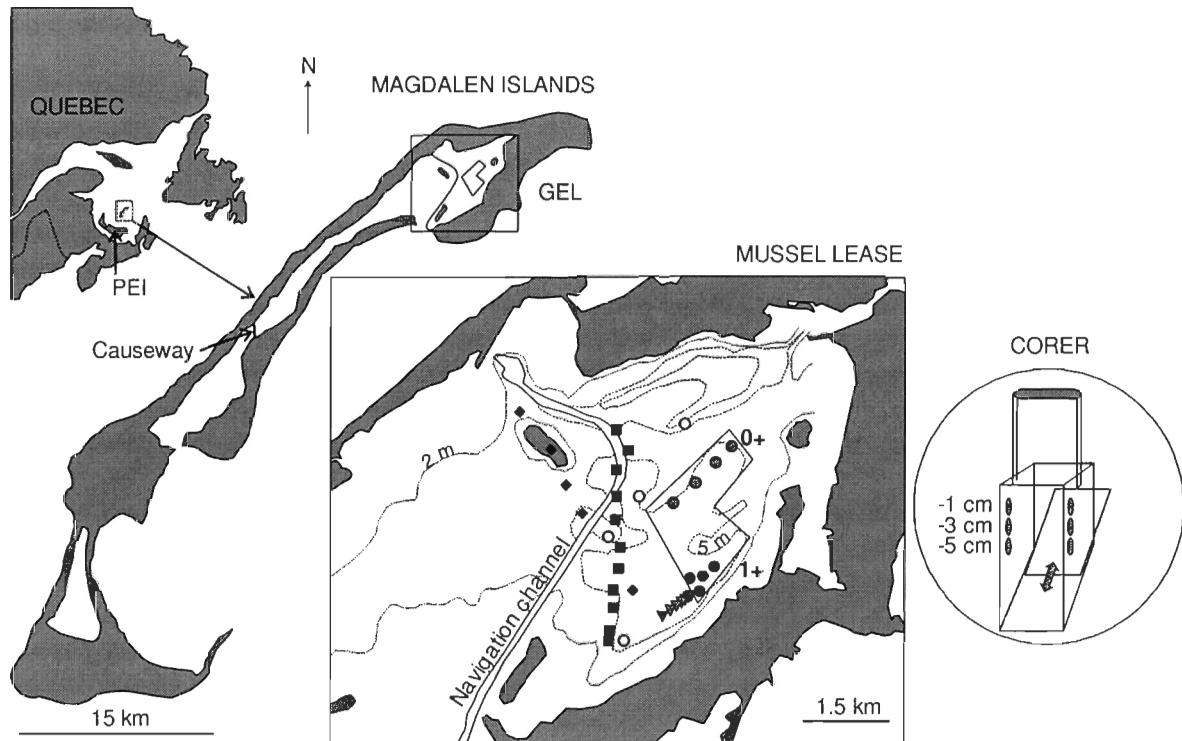 N
MAGDALEN ISLANDS
QUEBEC
GEL
PEI
MUSSEL LEASE
Causeway
CORER
2 m
0+
-1 cm
-3 cm
-5 cm
5 m
1+
Navigation channel
15 km
1.5 km